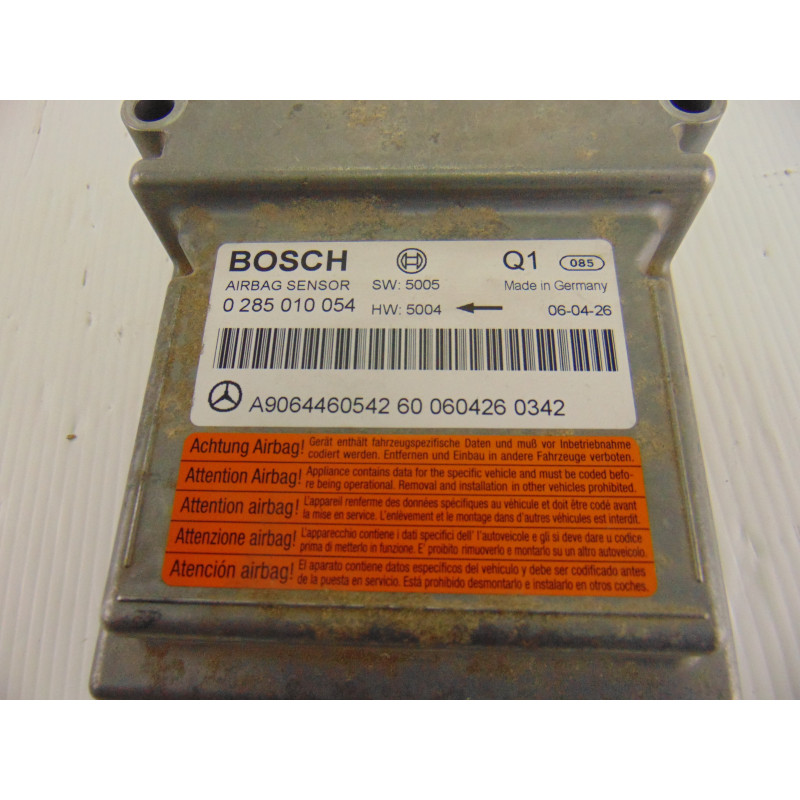 BOSCH Q1 085
AIRBAG SENSOR SW: 5005 Made in Germany
0 285 010 054 HW: 5004 06-04-26
A9064460542 60 060426 0342
Achtung Airbag! Gerät enthält fahrzeugspezifische Daten und muß vor Inbetriebnahme
codiert werden. Entfernen und Einbau in andere Fahrzeuge verboten.
Attention Airbag! Appliance contains data for the specific vehicle and must be coded befo-
re being operational. Removal and installation in other vehicles prohibited.
Attention airbag! L'appareil renferme des données spécifiques au véhicule et doit être codé avant
la mise en service. L'enlèvement et le montage dans d'autres véhicules est interdit.
Attenzione airbag! L'apparecchio contiene i dati specifici dell' l'autoveicole e gli si deve dare u codice
prima di metterlo in funzione. E' proibito rimuoverlo e montarlo su un altro autoveicolo.
Atención airbag! El aparato contiene datos específicos del vehículo y debe ser codificado antes
de la puesta en servicio. Está prohibido desmontarlo e instalarlo en otros coches.